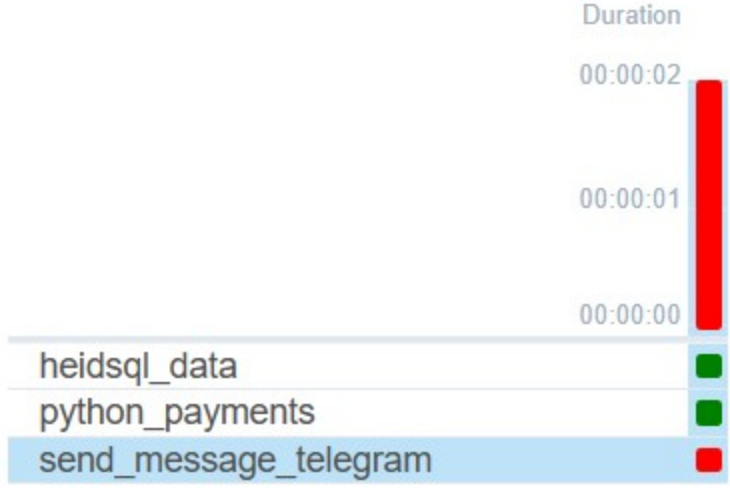 Duration
00:00:02
00:00:01
00:00:00
heidsql_data
python_payments
send_message_telegram